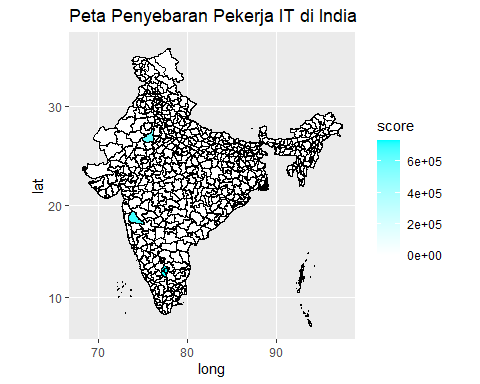 Peta Penyebaran Pekerja IT di India
lat
30
20
10
70
80
90
long
score
6e+05
4e+05
2e+05
0e+00